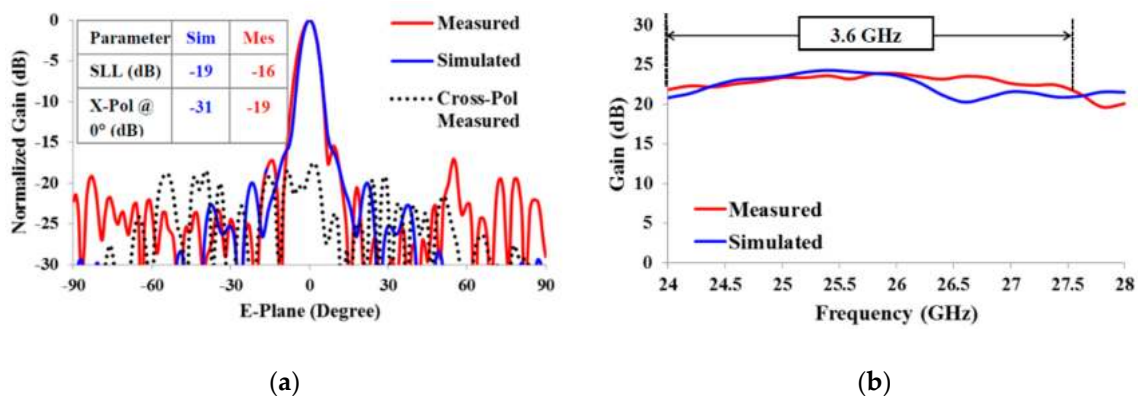 0
-5
-10
-15
-20
-25
-30
Normalized Gain (dB)
Parameter Sim Mes
SLL (dB) -19 -16
X-Pol @ 0° (dB) -31 -19
Measured
Simulated
Cross-Pol
Measured
-90 -60 -30 0 30 60 90
E-Plane (Degree)
(a)
30
25
20
15
10
5
0
Gain (dB)
3.6 GHz
Measured
Simulated
24 24.5 25 25.5 26 26.5 27 27.5 28
Frequency (GHz)
(b)